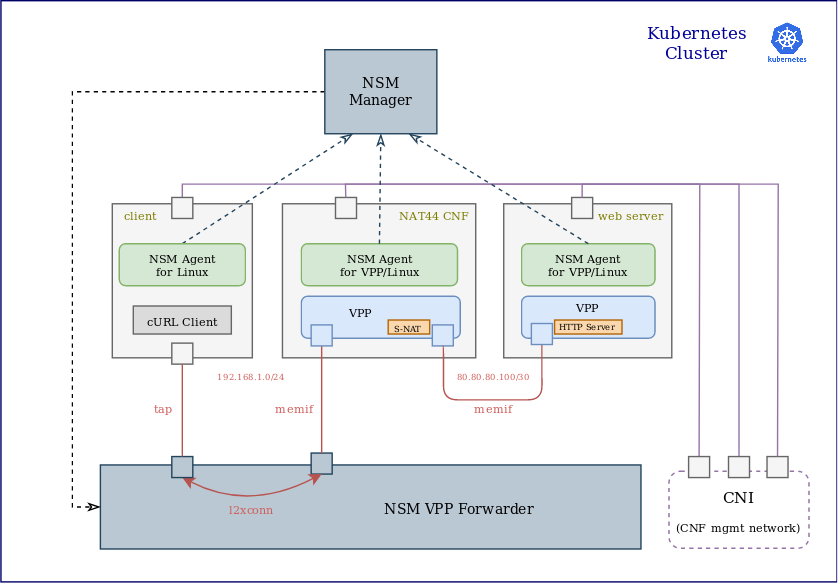 Kubernetes
Cluster
kubernetes
NSM
Manager
client
NAT44 CNF
web server
NSM Agent
for Linux
NSM Agent
for VPP/Linux
NSM Agent
for VPP/Linux
cURL Client
VPP
S-NAT
VPP
HTTP Server
192.168.1.0/24
80.80.80.100/30
tap
memif
memif
l2xconn
NSM VPP Forwarder
CNI
(CNF mgmt network)